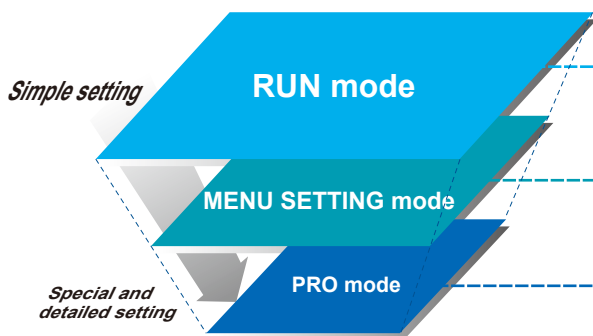 RUN mode
Simple setting
MENU SETTING mode
PRO mode
Special and
detailed setting